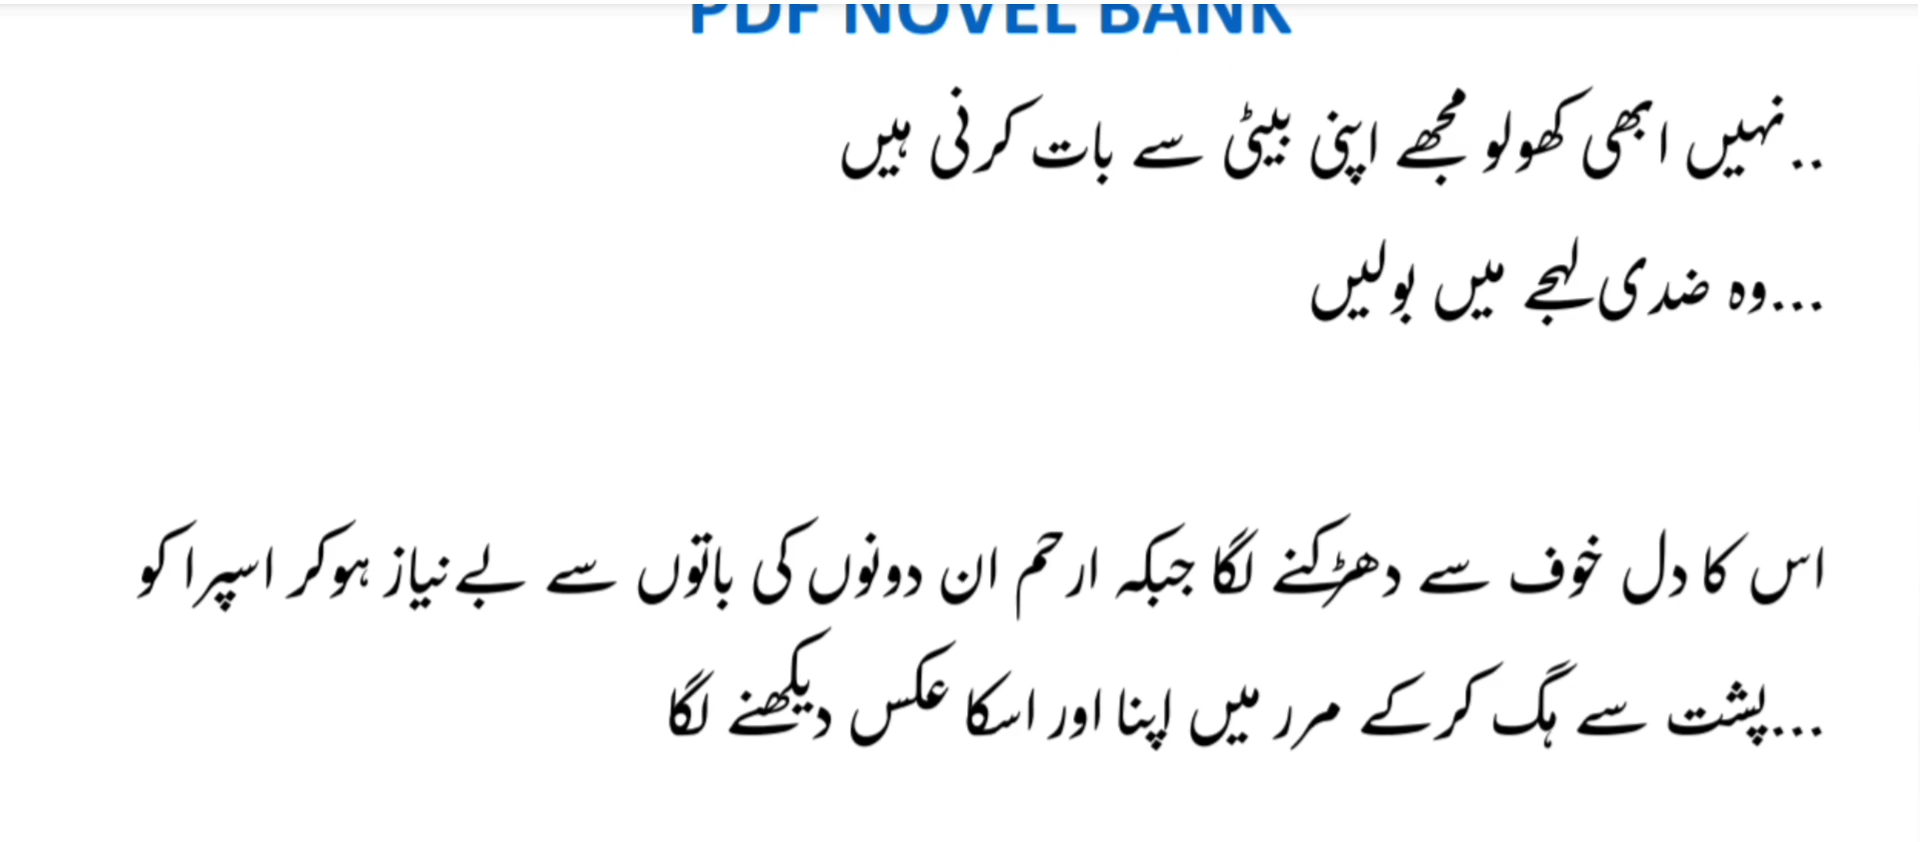 PDF NOVEL BANK
..نہیں ابھی کھولو مجھے اپنی بیٹی سے بات کرنی ہیں
...وہ ضدی لہجے میں بولیں
اس کا دل خوف سے دھڑکنے لگا جبکہ ارحم ان دونوں کی باتوں سے بے نیاز ہوکر اسپرا کو
...پشت سے ہگ کرکے مرر میں اپنا اور اسکا عکس دیکھنے لگا